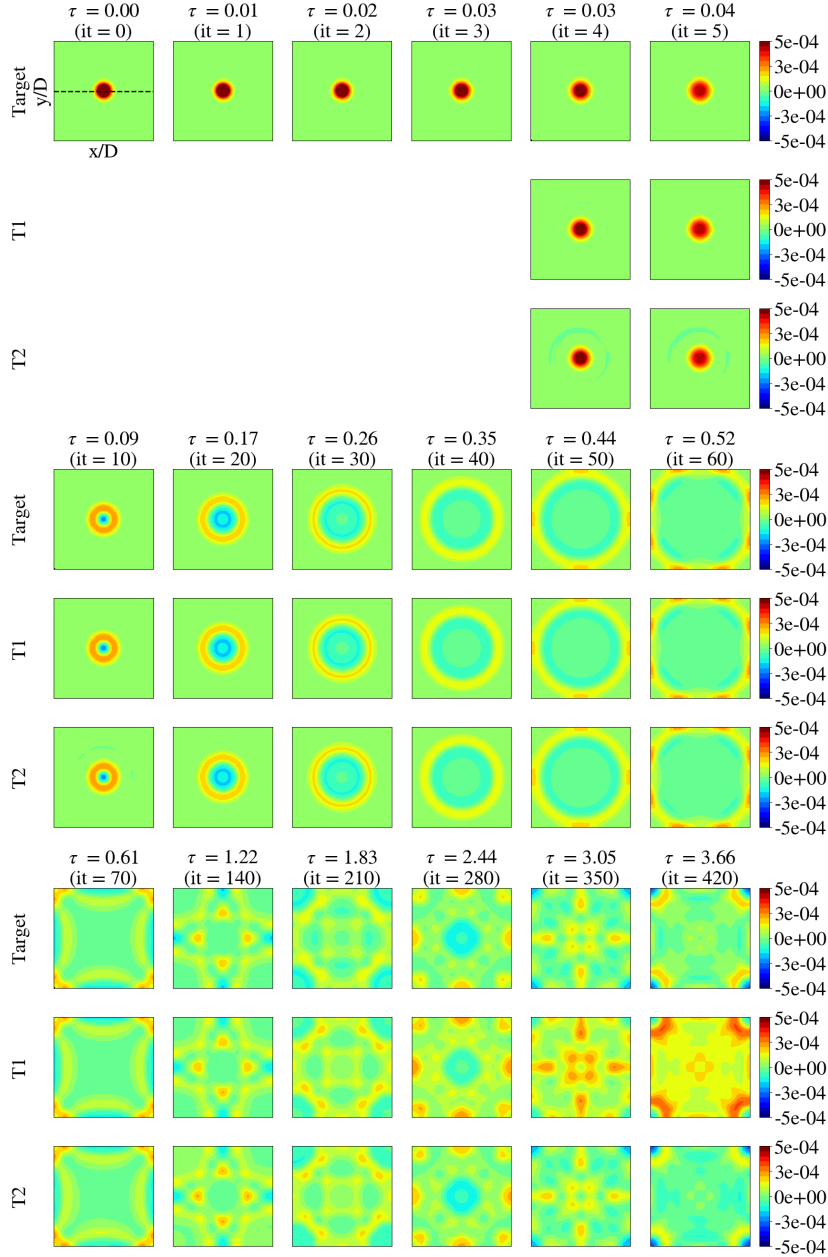 τ = 0.00 τ = 0.01 τ = 0.02 τ = 0.03 τ = 0.03 τ = 0.04
(it = 0) (it = 1) (it = 2) (it = 3) (it = 4) (it = 5)
Target
y/D
x/D
5e-04
3e-04
0e+00
-3e-04
-5e-04
T1
5e-04
3e-04
0e+00
-3e-04
-5e-04
T2
5e-04
3e-04
0e+00
-3e-04
-5e-04
τ = 0.09 τ = 0.17 τ = 0.26 τ = 0.35 τ = 0.44 τ = 0.52
(it = 10) (it = 20) (it = 30) (it = 40) (it = 50) (it = 60)
Target
5e-04
3e-04
0e+00
-3e-04
-5e-04
T1
5e-04
3e-04
0e+00
-3e-04
-5e-04
T2
5e-04
3e-04
0e+00
-3e-04
-5e-04
τ = 0.61 τ = 1.22 τ = 1.83 τ = 2.44 τ = 3.05 τ = 3.66
(it = 70) (it = 140) (it = 210) (it = 280) (it = 350) (it = 420)
Target
5e-04
3e-04
0e+00
-3e-04
-5e-04
T1
5e-04
3e-04
0e+00
-3e-04
-5e-04
T2
5e-04
3e-04
0e+00
-3e-04
-5e-04